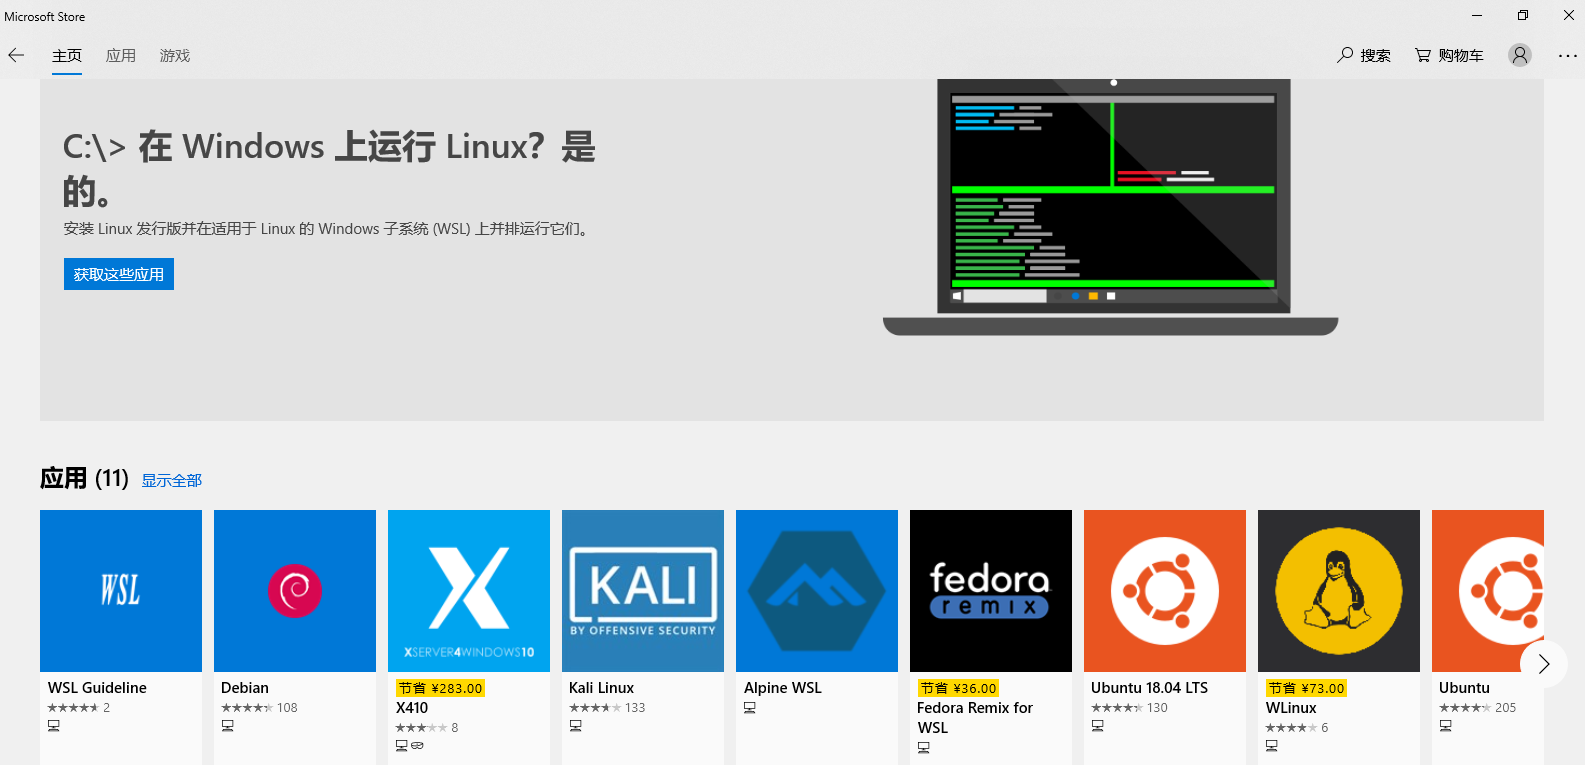 Microsoft Store
主页 应用 游戏 搜索 购物车
C:\> 在 Windows 上运行 Linux？是
的。
安装 Linux 发行版并在适用于 Linux 的 Windows 子系统 (WSL) 上并排运行它们。
获取这些应用
应用 (11) 显示全部
WSL
KALI
BY OFFENSIVE SECURITY
XSERVER4WINDOWS10
fedora
remix
WSL Guideline
2
Debian
108
节省 ¥283.00
X410
8
Kali Linux
133
Alpine WSL
节省 ¥36.00
Fedora Remix for
WSL
Ubuntu 18.04 LTS
130
节省 ¥73.00
WLinux
6
Ubuntu
205